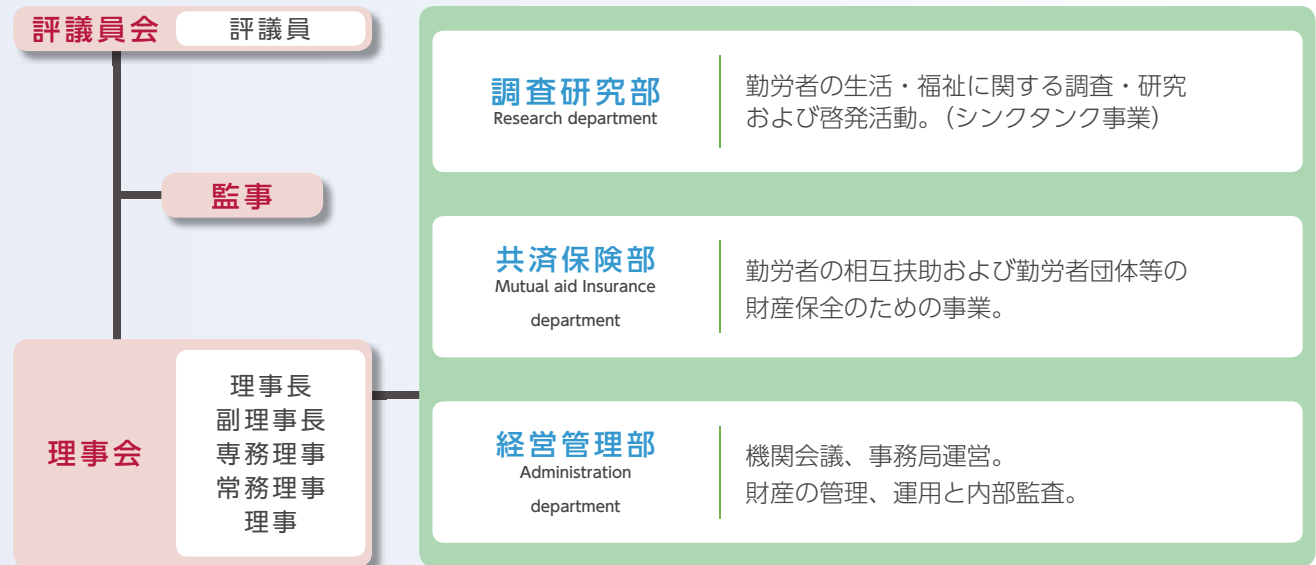 評議員会
評議員
監事
理事会
理事長
副理事長
専務理事
常務理事
理事
調査研究部
Research department
勤労者の生活・福祉に関する調査・研究
および啓発活動。（シンクタンク事業）
共済保険部
Mutual aid Insurance
department
勤労者の相互扶助および勤労者団体等の
財産保全のための事業。
経営管理部
Administration
department
機関会議、事務局運営。
財産の管理、運用と内部監査。